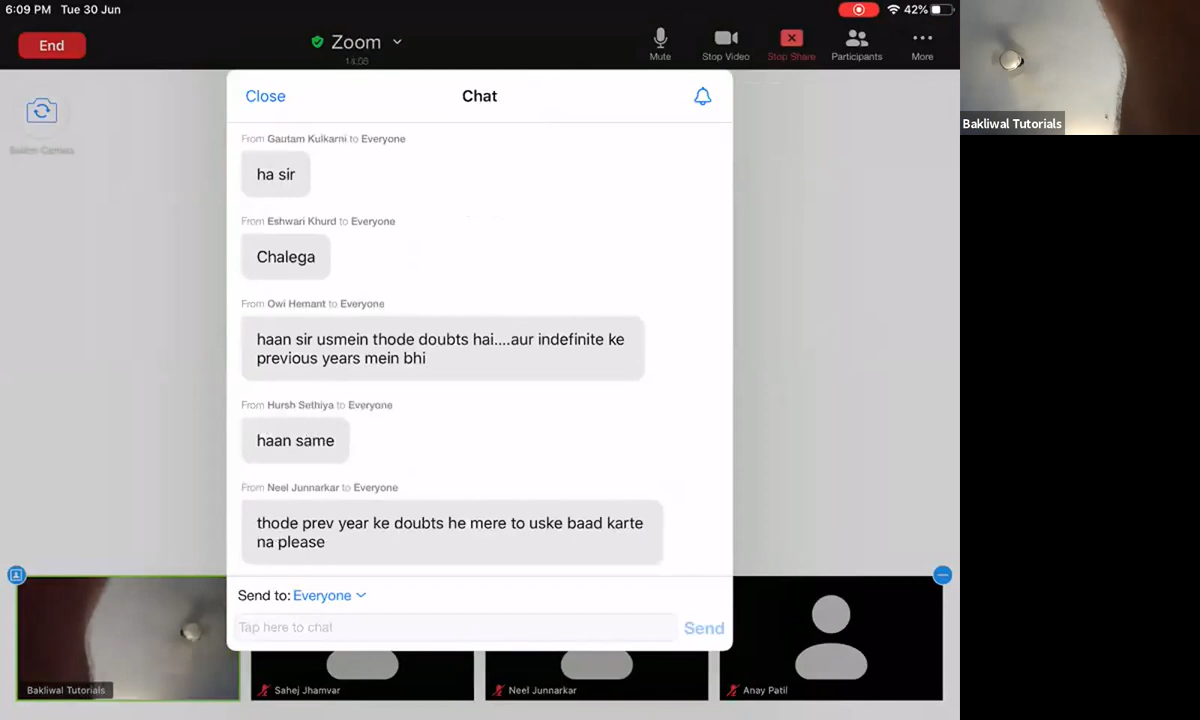 6:09 PM Tue 30 Jun
42%
End
Zoom
Mute
Stop Video
Stop Share
Participants
More
Bakliwal Tutorials
Switch Camera
Close
Chat
From Gautam Kulkarni to Everyone
ha sir
From Eshwari Khurd to Everyone
Chalega
From Owi Hemant to Everyone
haan sir usmein thode doubts hai....aur indefinite ke
previous years mein bhi
From Hursh Sethiya to Everyone
haan same
From Neel Junnarkar to Everyone
thode prev year ke doubts he mere to uske baad karte
na please
Send to: Everyone
Tap here to chat
Send
Bakliwal Tutorials
Sahej Jhamvar
Neel Junnarkar
Anay Patil